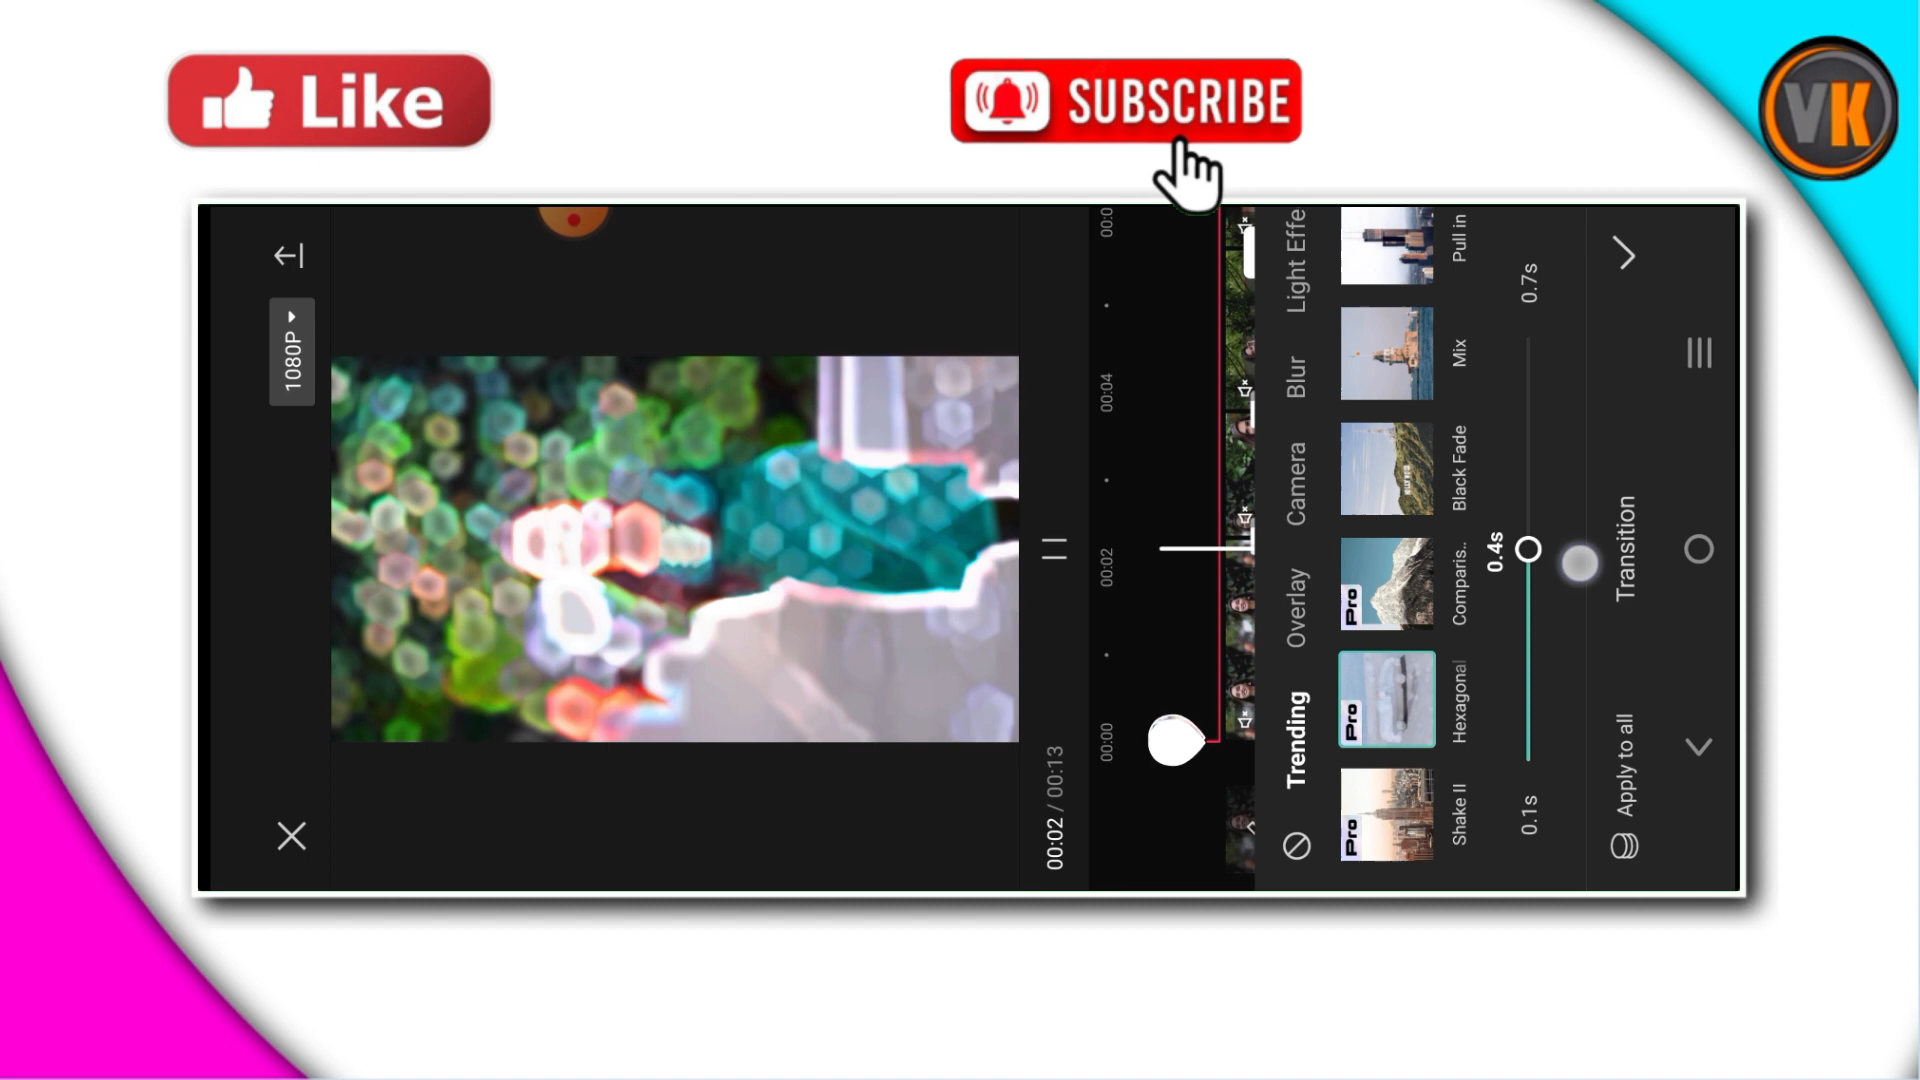 Like
SUBSCRIBE
VK
1080P
00:02 / 00:13
00:00
00:02
00:04
00:0
Trending
Overlay
Camera
Blur
Light Effe
Pro
Pro
Pro
Shake II
Hexagonal
Comparis..
Black Fade
Mix
Pull in
0.1s
0.4s
0.7s
Apply to all
Transition